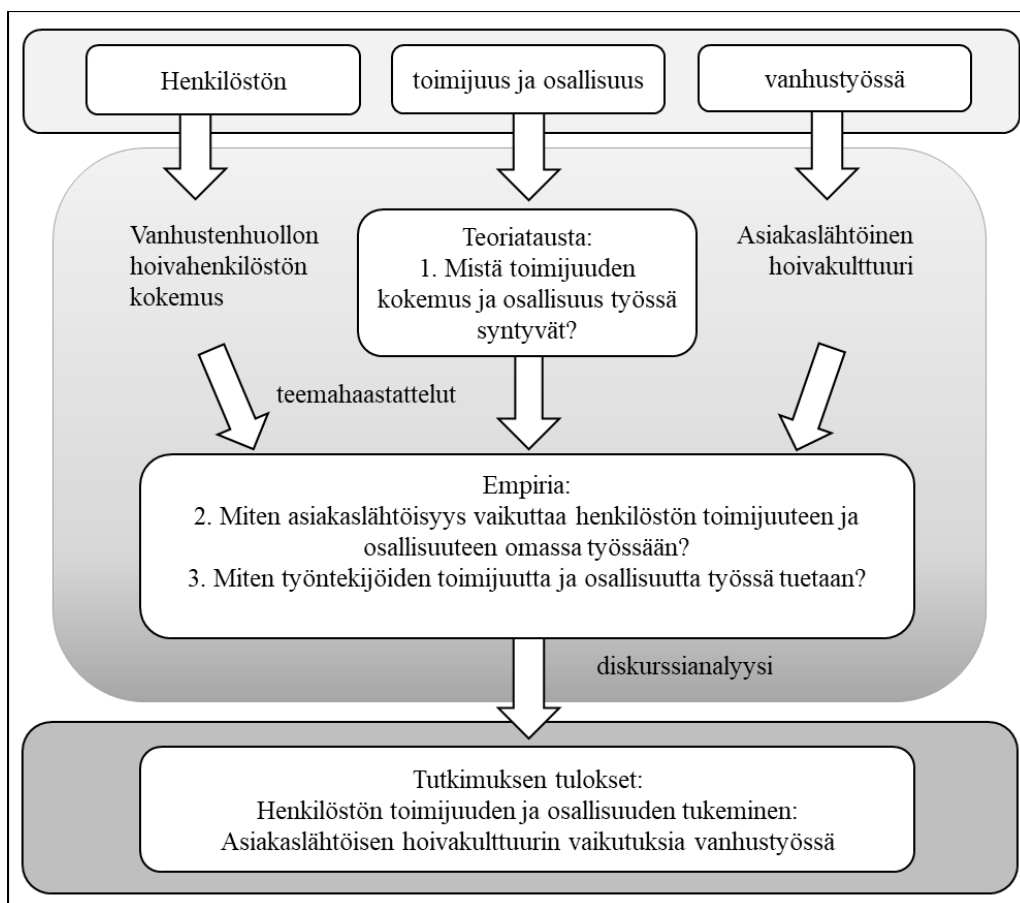 Henkilöstön
toimijuus ja osallisuus
vanhustyössä
Vanhustenhuollon
hoivahenkilöstön
kokemus
Teoriatausta:
1. Mistä toimijuuden
kokemus ja osallisuus työssä
syntyvät?
Asiakaslähtöinen
hoivakulttuuri
teemahaastattelut
Empiria:
2. Miten asiakaslähtöisyys vaikuttaa henkilöstön toimijuuteen ja
osallisuuteen omassa työssään?
3. Miten työntekijöiden toimijuutta ja osallisuutta työssä tuetaan?
diskurssianalyysi
Tutkimuksen tulokset:
Henkilöstön toimijuuden ja osallisuuden tukeminen:
Asiakaslähtöisen hoivakulttuurin vaikutuksia vanhustyössä